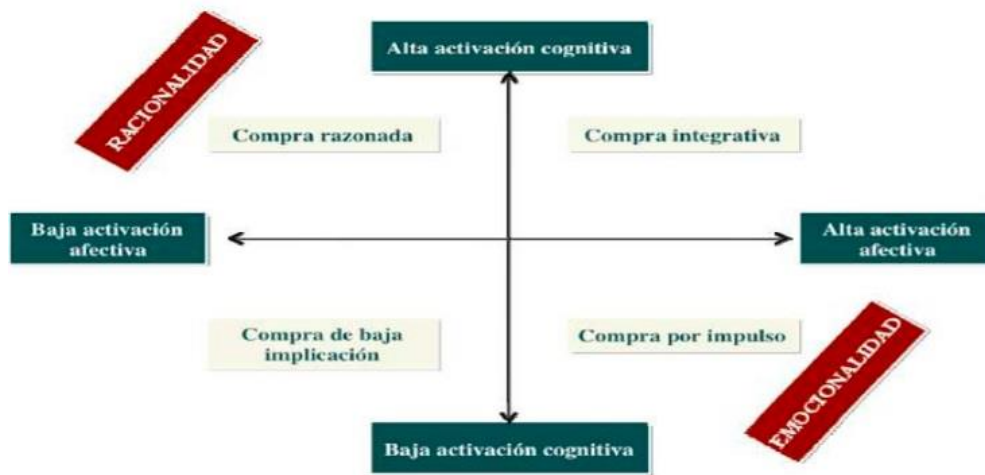 RACIONALIDAD
Alta activación cognitiva
Compra razonada
Compra integrativa
Baja activación
afectiva
Alta activación
afectiva
Compra de baja
implicación
Compra por impulso
EMOCIONALIDAD
Baja activación cognitiva